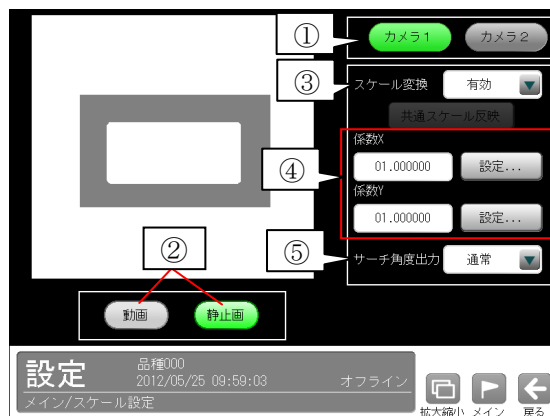 ①
カメラ1
カメラ2
③
スケール変換
有効
共通スケール反映
係数X
④
01.000000
設定...
係数Y
01.000000
設定...
②
⑤
サーチ角度出力
通常
動画
静止画
設定
品種000
2012/05/25 09:59:03
オフライン
メイン/スケール設定
拡大縮小
メイン
戻る